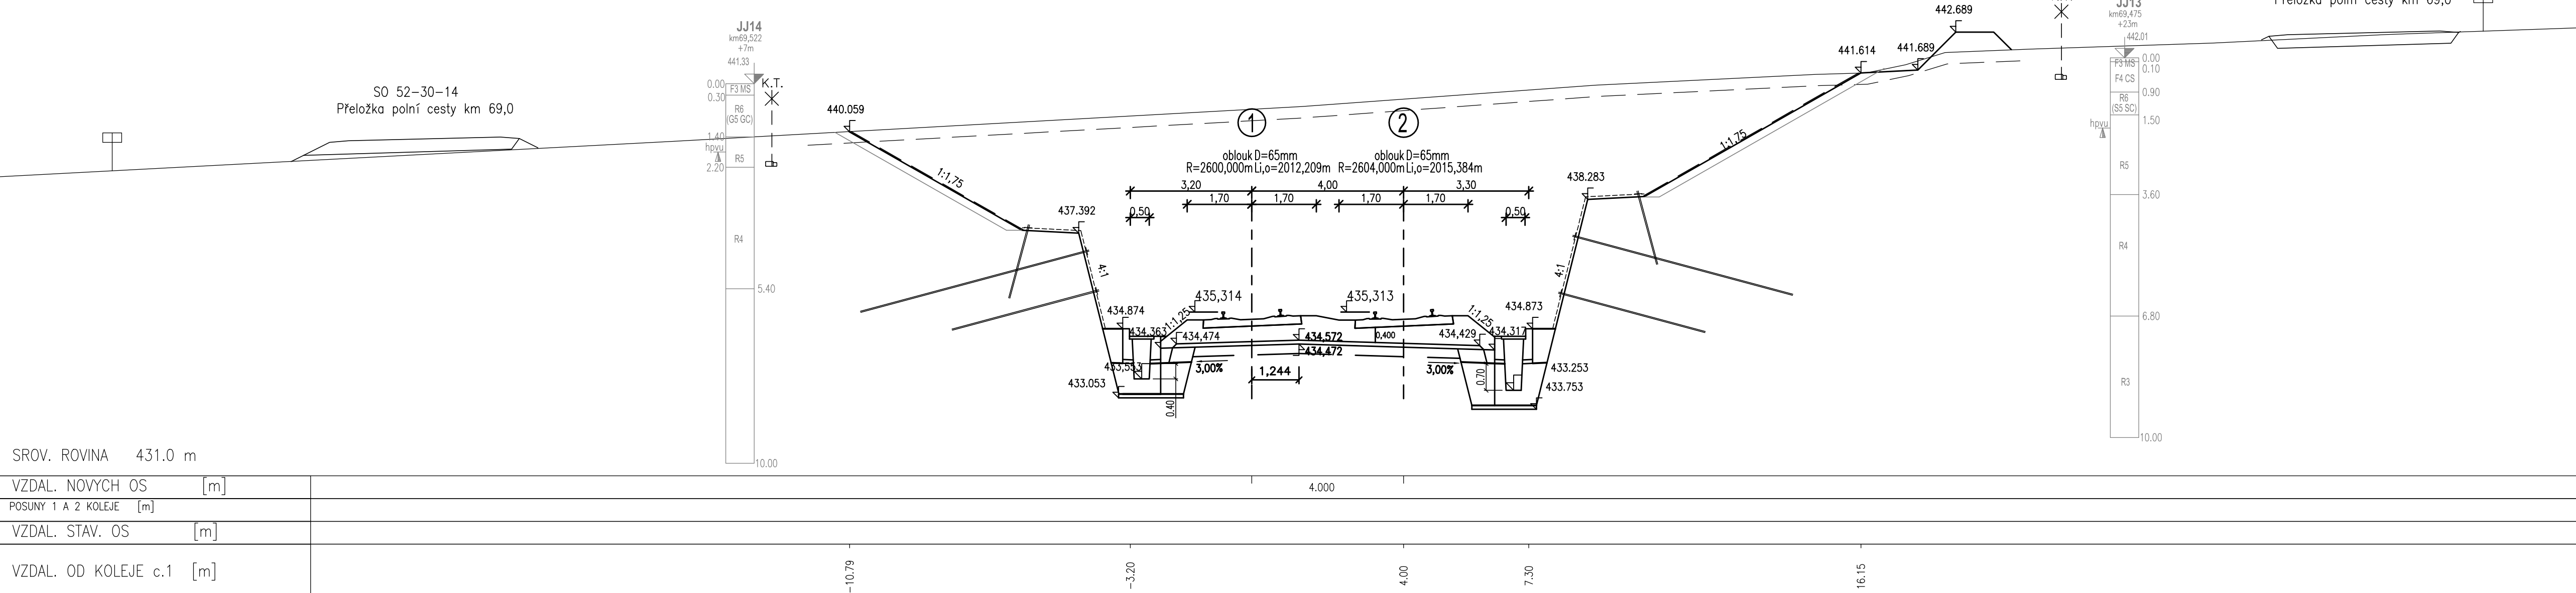 442.689
JJ13
km69,475
+23m
442.01
Přeložka polní cesty km 69,0
JJ14
km69,522
+7m
441.33
K.T.
SO 52-30-14
Přeložka polní cesty km 69,0
440.059
441.614
441.689
0.00
F3 MS
0.30
R6
(G5 GC)
1.40
hpvu
R5
2.20
R4
5.40
10.00
0.00
F3 MS
0.10
F4 CS
0.90
R6
(S5 SC)
1.50
hpvu
R5
3.60
R4
6.80
R3
10.00
1
2
1:1,75
1:1,75
oblouk D=65mm
R=2600,000m Li,o=2012,209m
oblouk D=65mm
R=2604,000m Li,o=2015,384m
3,20
4,00
3,30
1,70
1,70
1,70
1,70
0,50
0,50
437.392
438.283
4:1
4:1
435,314
435,313
434.874
1:1,25
1:1,25
434.873
434.363
434,474
434,572
434,472
0,400
434,429
434.317
433,553
3,00%
1,244
3,00%
0.70
433.253
433.053
433.753
0.40
SROV. ROVINA 431.0 m
VZDAL. NOVYCH OS [m]
4.000
POSUNY 1 A 2 KOLEJE [m]
VZDAL. STAV. OS [m]
VZDAL. OD KOLEJE c.1 [m]
-10.79
-3.20
4.00
7.30
16.15